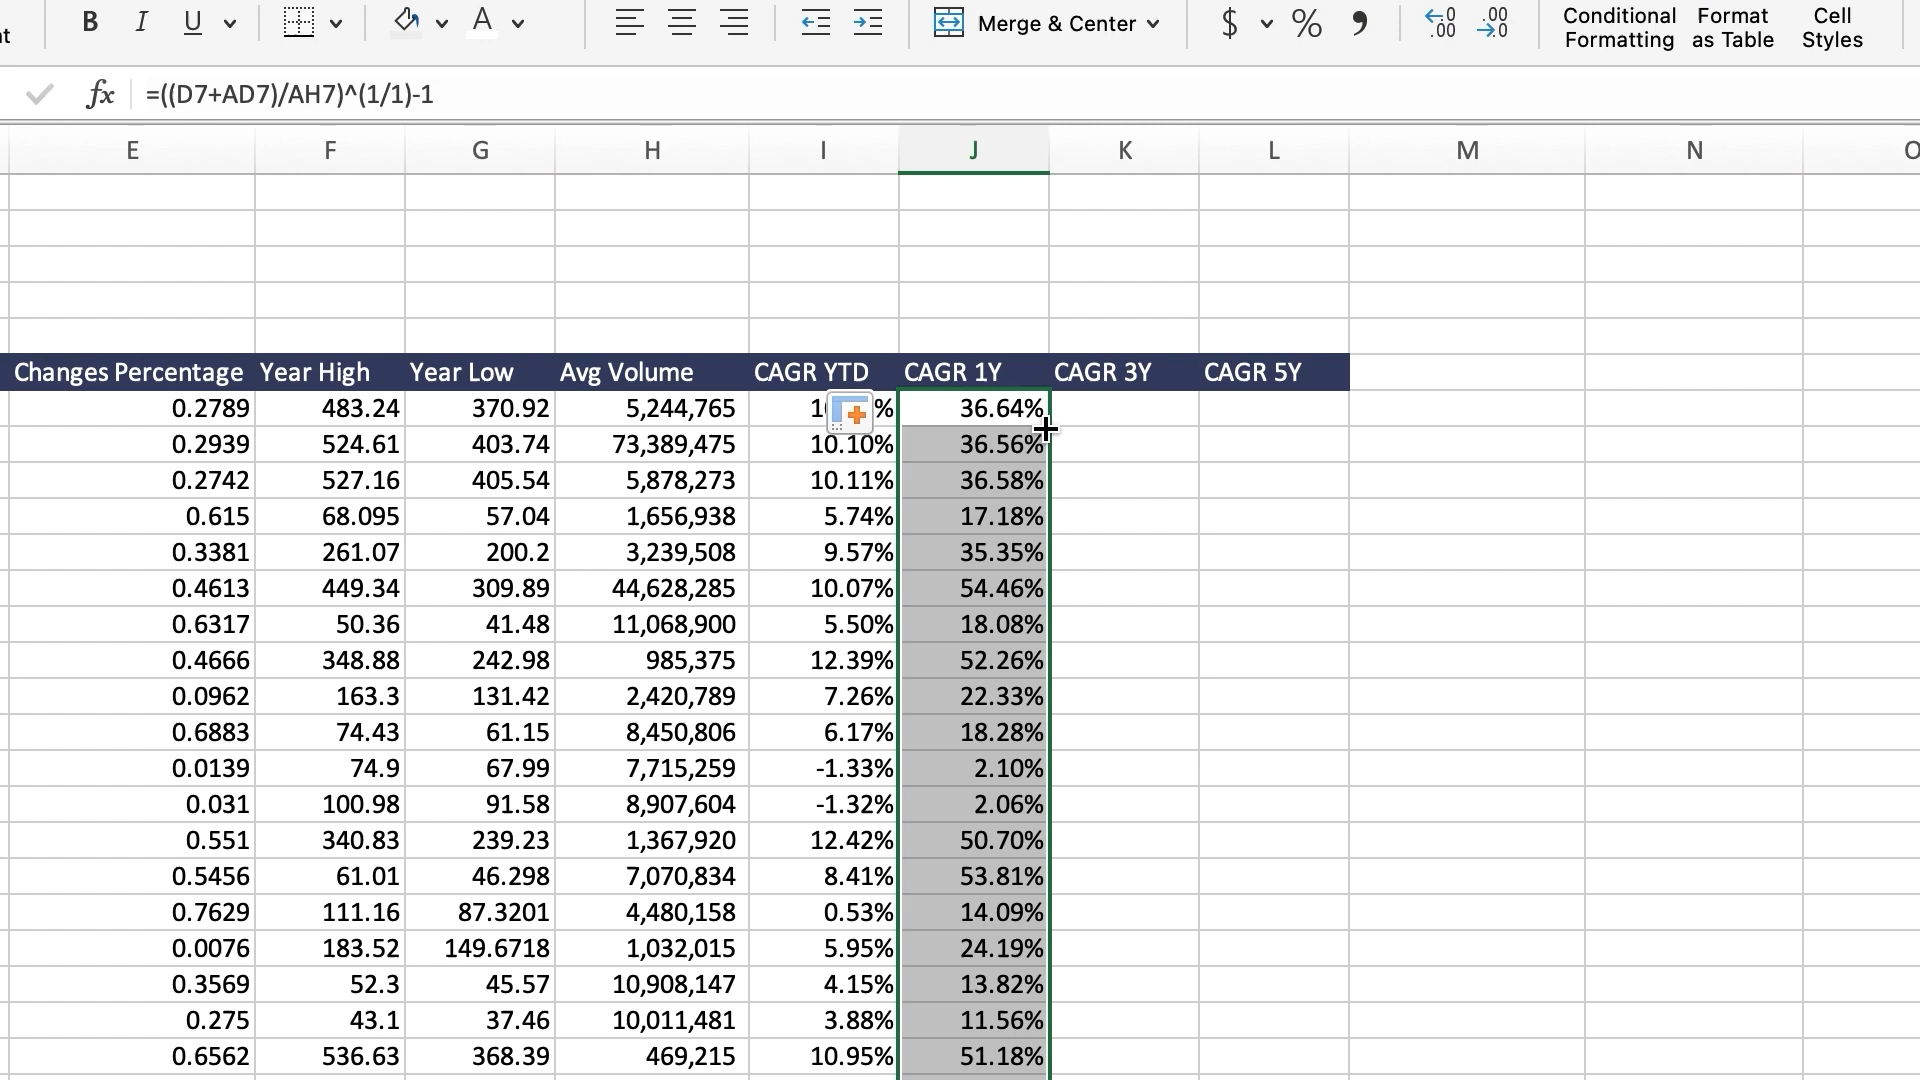 B I U A Merge & Center $ % , ←0 .00 .00 →0 Conditional Formatting Format as Table Cell Styles
fx =((D7+AD7)/AH7)^(1/1)-1
E F G H I J K L M N
Changes Percentage Year High Year Low Avg Volume CAGR YTD CAGR 1Y CAGR 3Y CAGR 5Y
0.2789 483.24 370.92 5,244,765 36.64%
0.2939 524.61 403.74 73,389,475 10.10% 36.56%
0.2742 527.16 405.54 5,878,273 10.11% 36.58%
0.615 68.095 57.04 1,656,938 5.74% 17.18%
0.3381 261.07 200.2 3,239,508 9.57% 35.35%
0.4613 449.34 309.89 44,628,285 10.07% 54.46%
0.6317 50.36 41.48 11,068,900 5.50% 18.08%
0.4666 348.88 242.98 985,375 12.39% 52.26%
0.0962 163.3 131.42 2,420,789 7.26% 22.33%
0.6883 74.43 61.15 8,450,806 6.17% 18.28%
0.0139 74.9 67.99 7,715,259 -1.33% 2.10%
0.031 100.98 91.58 8,907,604 -1.32% 2.06%
0.551 340.83 239.23 1,367,920 12.42% 50.70%
0.5456 61.01 46.298 7,070,834 8.41% 53.81%
0.7629 111.16 87.3201 4,480,158 0.53% 14.09%
0.0076 183.52 149.6718 1,032,015 5.95% 24.19%
0.3569 52.3 45.57 10,908,147 4.15% 13.82%
0.275 43.1 37.46 10,011,481 3.88% 11.56%
0.6562 536.63 368.39 469,215 10.95% 51.18%